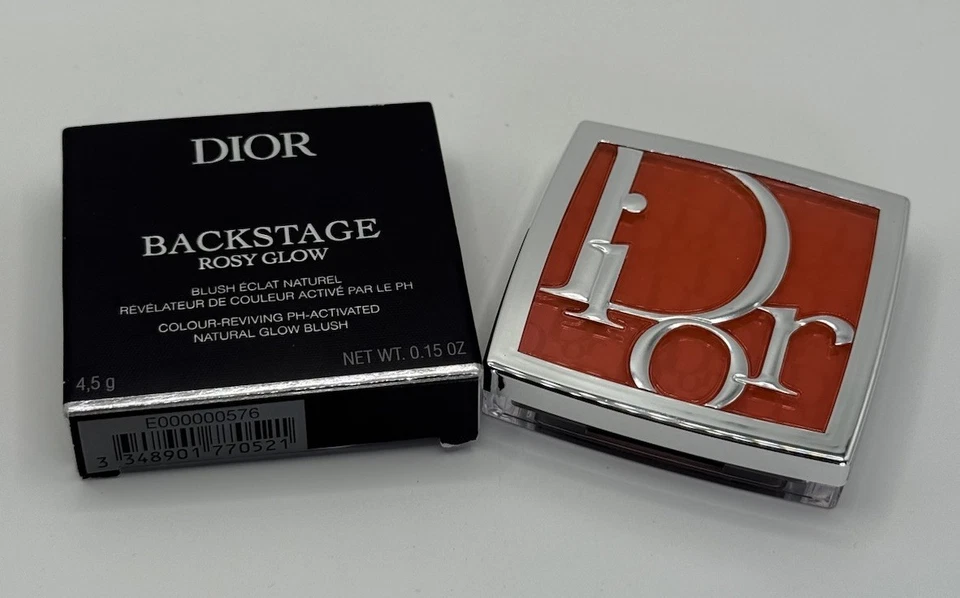 DIOR
BACKSTAGE
ROSY GLOW
BLUSH ÉCLAT NATUREL
RÉVÉLATEUR DE COULEUR ACTIVÉ PAR LE PH
COLOUR-REVIVING PH-ACTIVATED
NATURAL GLOW BLUSH
4,5 g
NET WT. 0.15 OZ
E000000576
3 348901 770521
Dior